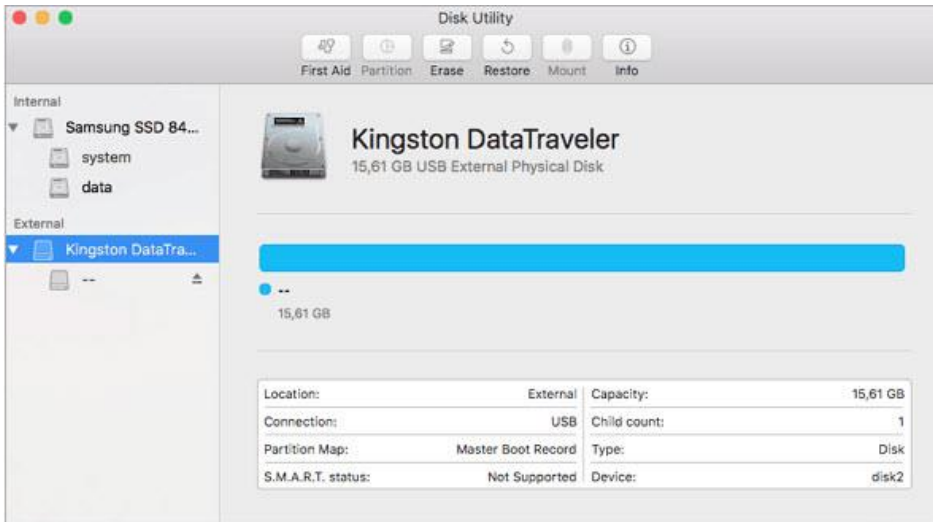 Disk Utility
First Aid Partition Erase Restore Mount Info
Internal
Samsung SSD 84...
system
data
External
Kingston DataTra...
--
Kingston DataTraveler
15,61 GB USB External Physical Disk
--
15,61 GB
Location: External Capacity: 15,61 GB
Connection: USB Child count: 1
Partition Map: Master Boot Record Type: Disk
S.M.A.R.T. status: Not Supported Device: disk2